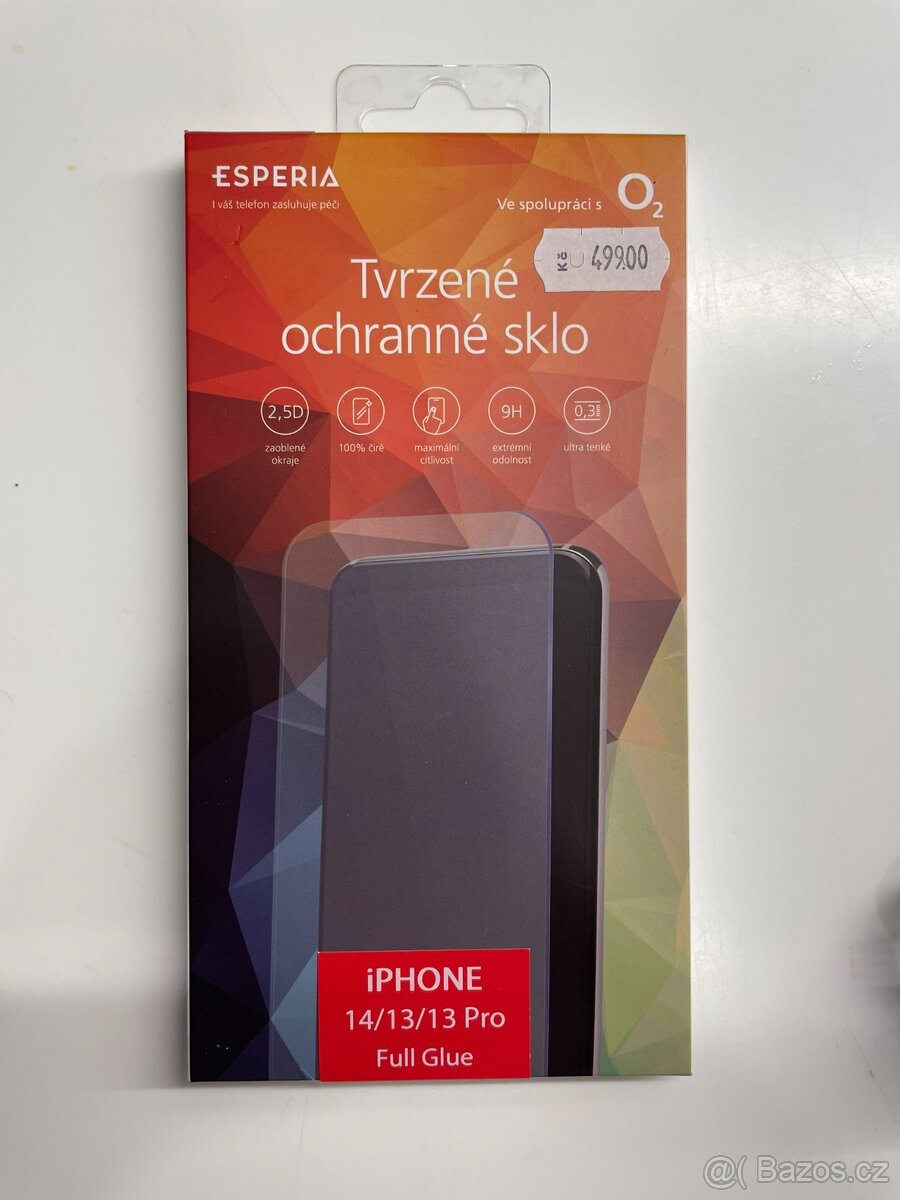 ESPERIA
I váš telefon zasluhuje péči
Ve spolupráci s O2
Kč 499.00
Tvrzené
ochranné sklo
2,5D
zaoblené
okraje
100% čiré
maximální
citlivost
9H
extrémní
odolnost
0,3mm
ultra tenké
iPHONE
14/13/13 Pro
Full Glue
@( Bazos.cz